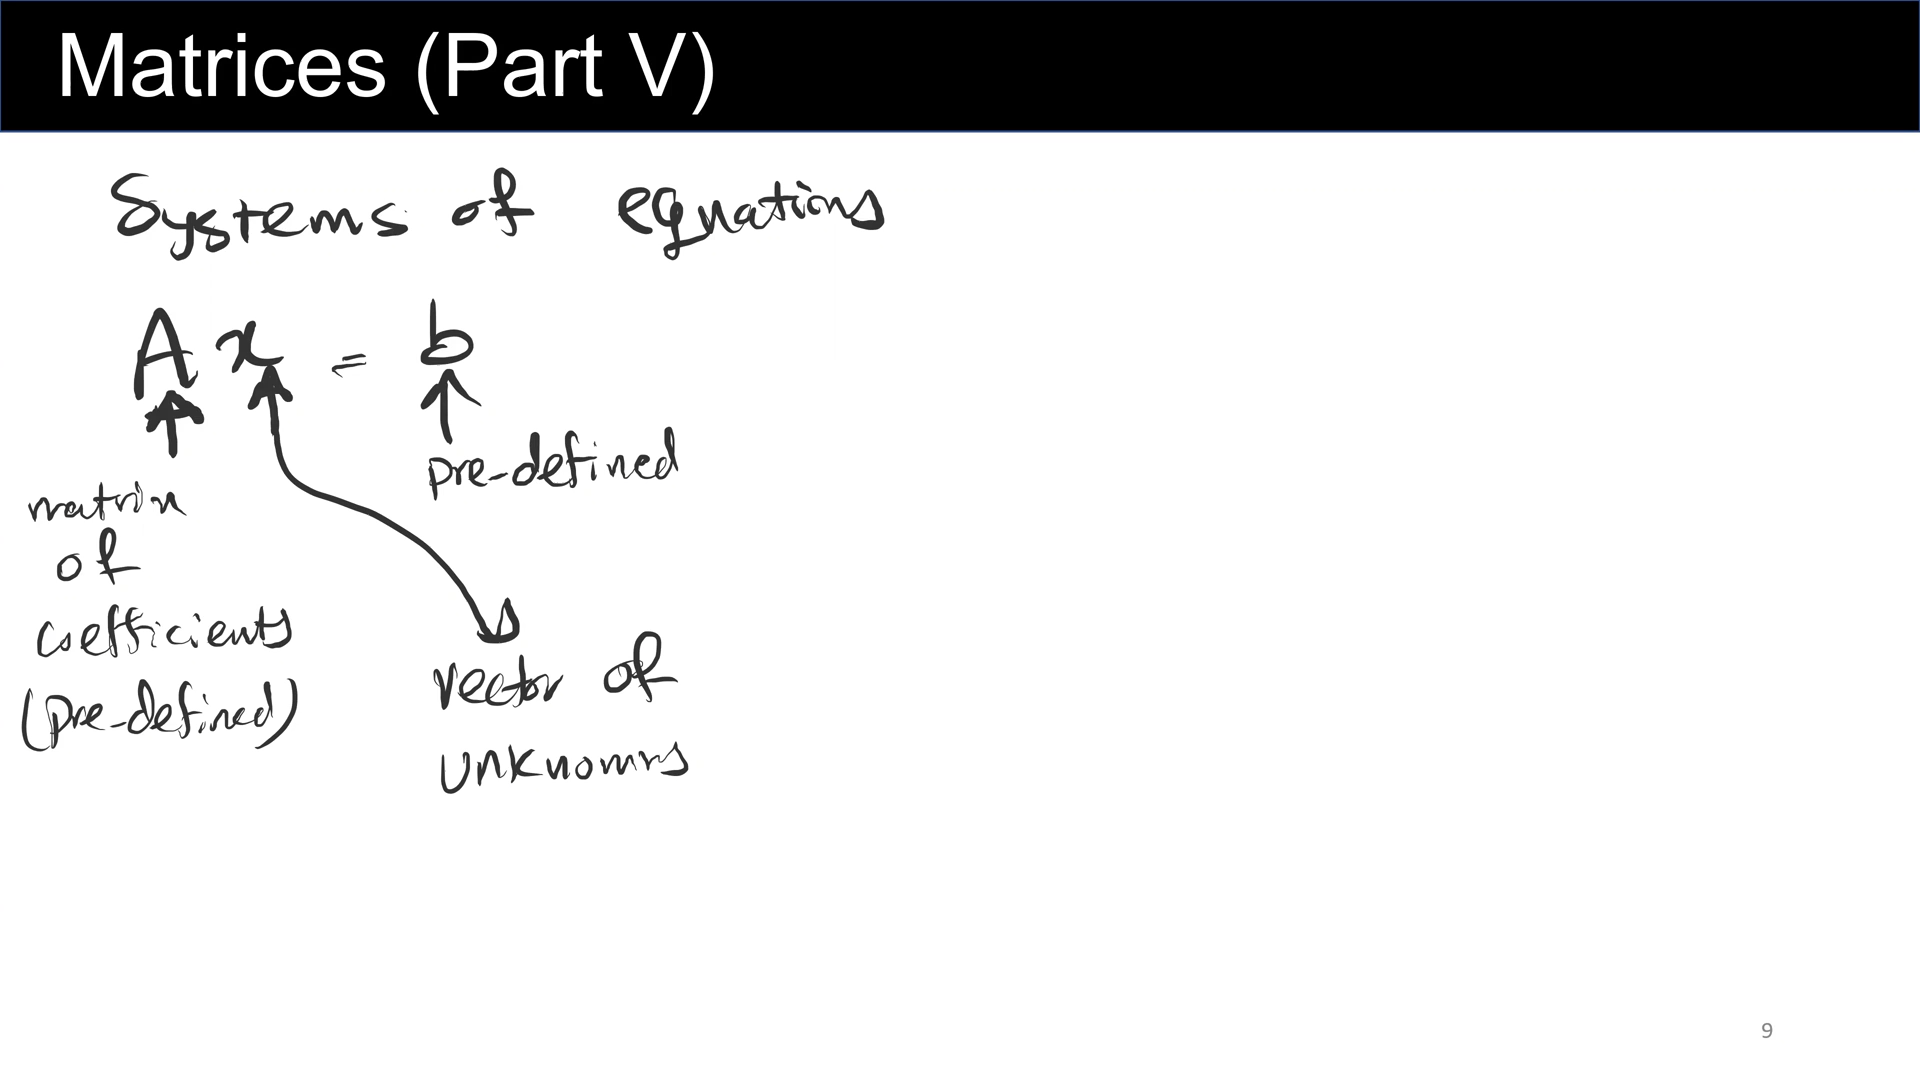 Matrices (Part V)
Systems of equations
A x = b
pre-defined
matrix
of
coefficients
(pre-defined)
vector of
unknowns
9